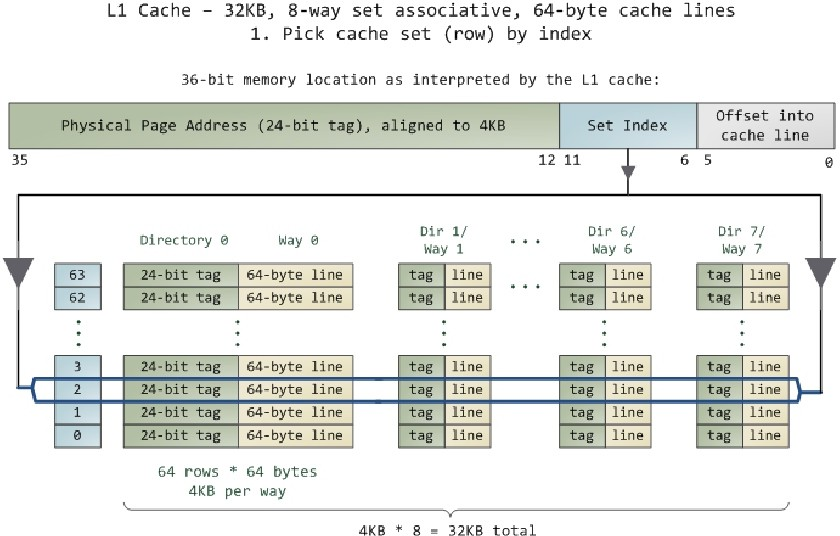 L1 Cache – 32KB, 8-way set associative, 64-byte cache lines
1. Pick cache set (row) by index
36-bit memory location as interpreted by the L1 cache:
Physical Page Address (24-bit tag), aligned to 4KB
Set Index
Offset into
cache line
35 12 11 6 5 0
Directory 0 Way 0
Dir 1/
Way 1
. . .
Dir 6/
Way 6
Dir 7/
Way 7
63 24-bit tag 64-byte line tag line . . . tag line tag line
62 24-bit tag 64-byte line tag line tag line tag line
3 24-bit tag 64-byte line tag line tag line tag line
2 24-bit tag 64-byte line tag line tag line tag line
1 24-bit tag 64-byte line tag line tag line tag line
0 24-bit tag 64-byte line tag line tag line tag line
64 rows * 64 bytes
4KB per way
4KB * 8 = 32KB total